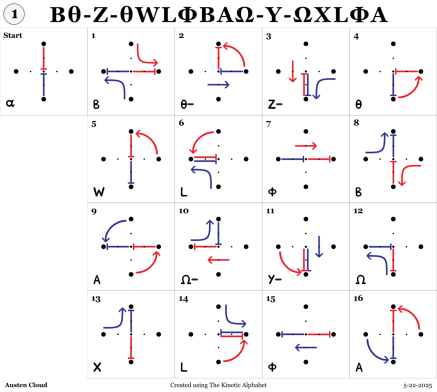 1 Bθ-Z-θWLΦBAΩ-Y-ΩXLΦA
Start 1 2 3 4
α B θ- Z- θ
5 6 7 8
W L Φ B
9 10 11 12
A Ω- Y- Ω
13 14 15 16
X L Φ A
Austen Cloud Created using The Kinetic Alphabet 5-22-2025